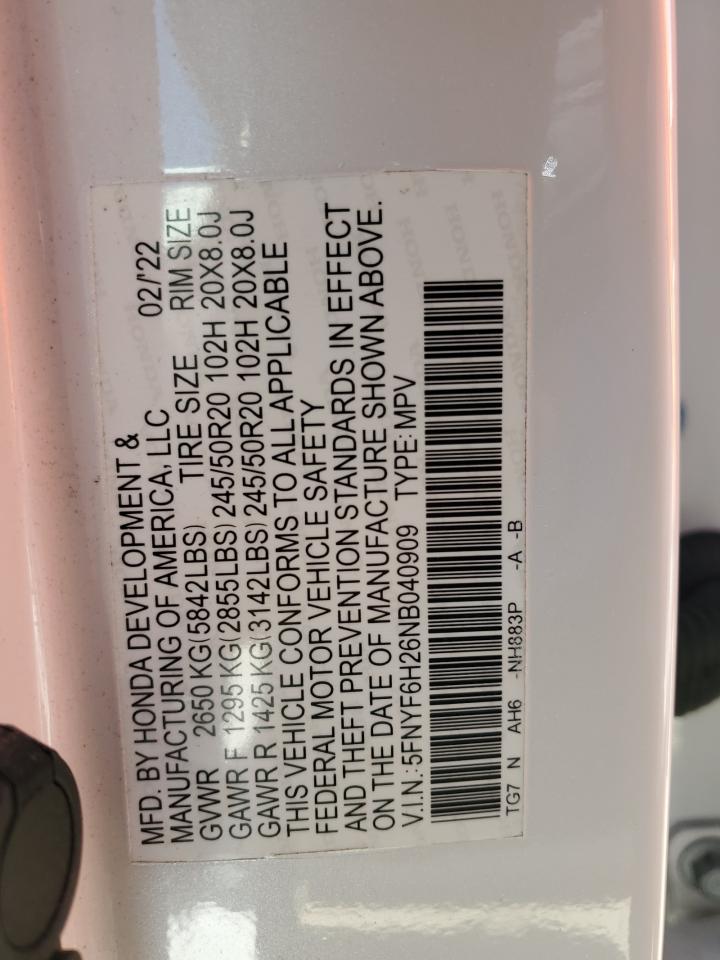 MFD. BY HONDA DEVELOPMENT &
MANUFACTURING OF AMERICA, LLC 02/'22
GVWR 2650 KG(5842LBS) TIRE SIZE RIM SIZE
GAWR F 1295 KG(2855LBS) 245/50R20 102H 20X8.0J
GAWR R 1425 KG(3142LBS) 245/50R20 102H 20X8.0J
THIS VEHICLE CONFORMS TO ALL APPLICABLE
FEDERAL MOTOR VEHICLE SAFETY
AND THEFT PREVENTION STANDARDS IN EFFECT
ON THE DATE OF MANUFACTURE SHOWN ABOVE.
V.I.N.: 5FNYF6H26NB040909 TYPE: MPV
TG7 N AH6 -NH883P -A -B